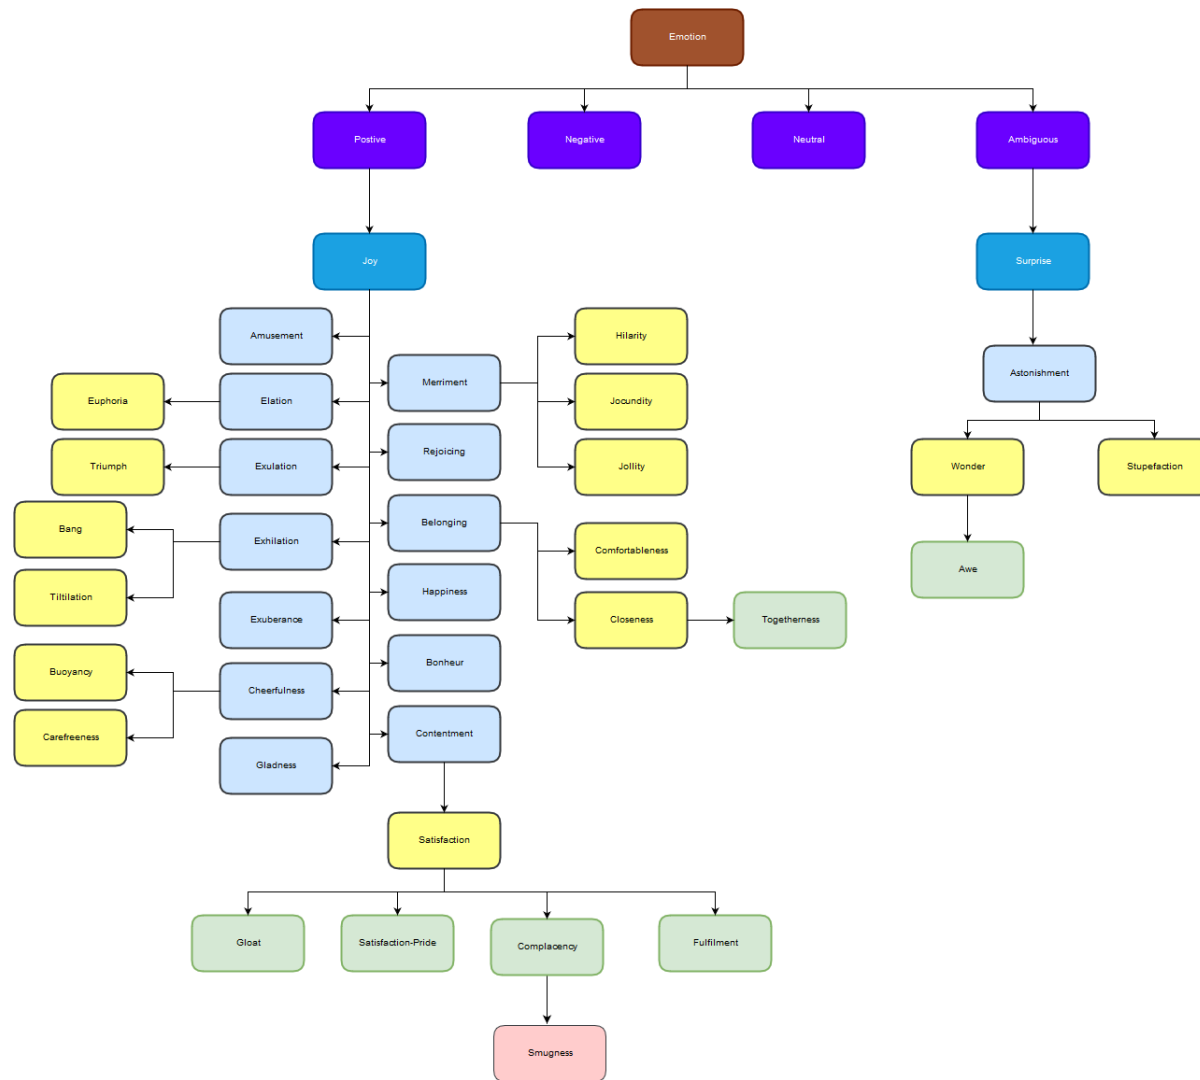 Emotion
Postive
Negative
Neutral
Ambiguous
Joy
Surprise
Amusement
Hilarity
Merriment
Astonishment
Euphoria
Elation
Jocundity
Rejoicing
Triumph
Exulation
Jollity
Wonder
Stupefaction
Bang
Belonging
Exhilation
Comfortableness
Awe
Tiltilation
Happiness
Exuberance
Closeness
Togetherness
Buoyancy
Bonheur
Cheerfulness
Carefreeness
Contentment
Gladness
Satisfaction
Gloat
Satisfaction-Pride
Complacency
Fulfilment
Smugness